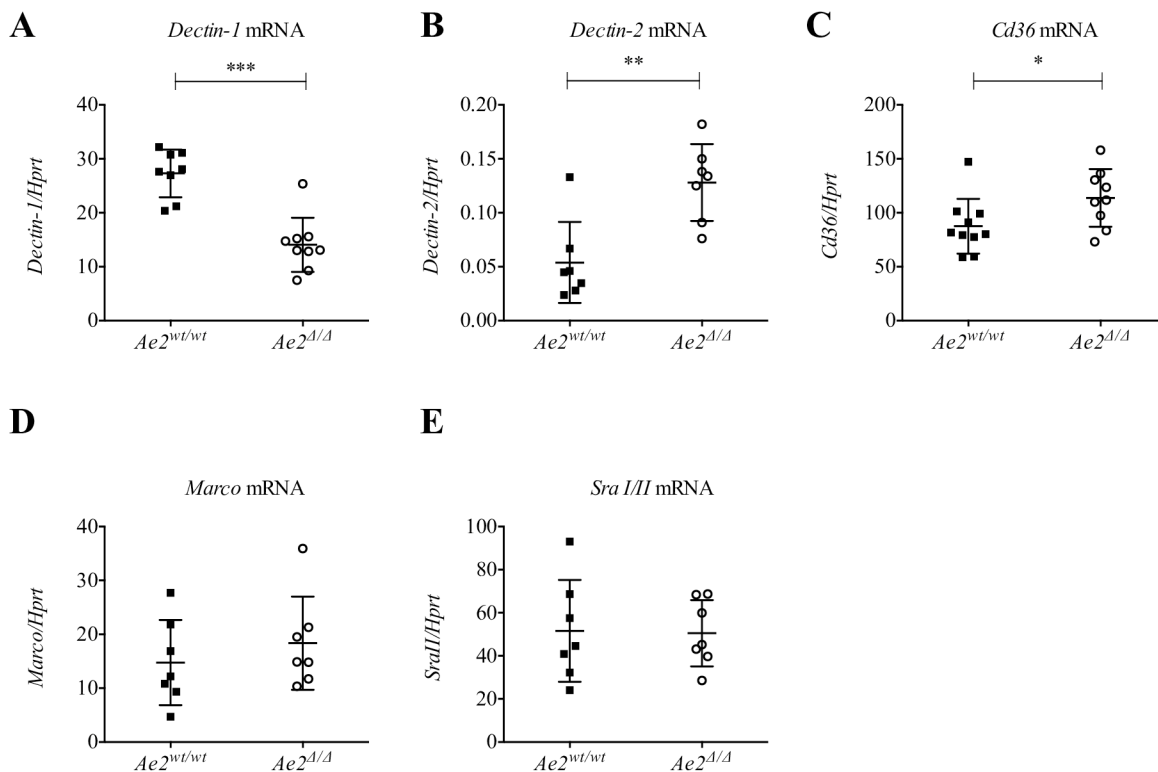 A
Dectin-1 mRNA
***
Dectin-1/Hprt
40
30
20
10
0
Ae2wt/wt
Ae2Δ/Δ
B
Dectin-2 mRNA
**
Dectin-2/Hprt
0.20
0.15
0.10
0.05
0.00
Ae2wt/wt
Ae2Δ/Δ
C
Cd36 mRNA
*
Cd36/Hprt
200
150
100
50
0
Ae2wt/wt
Ae2Δ/Δ
D
Marco mRNA
Marco/Hprt
40
30
20
10
0
Ae2wt/wt
Ae2Δ/Δ
E
Sra I/II mRNA
SraII/Hprt
100
80
60
40
20
0
Ae2wt/wt
Ae2Δ/Δ